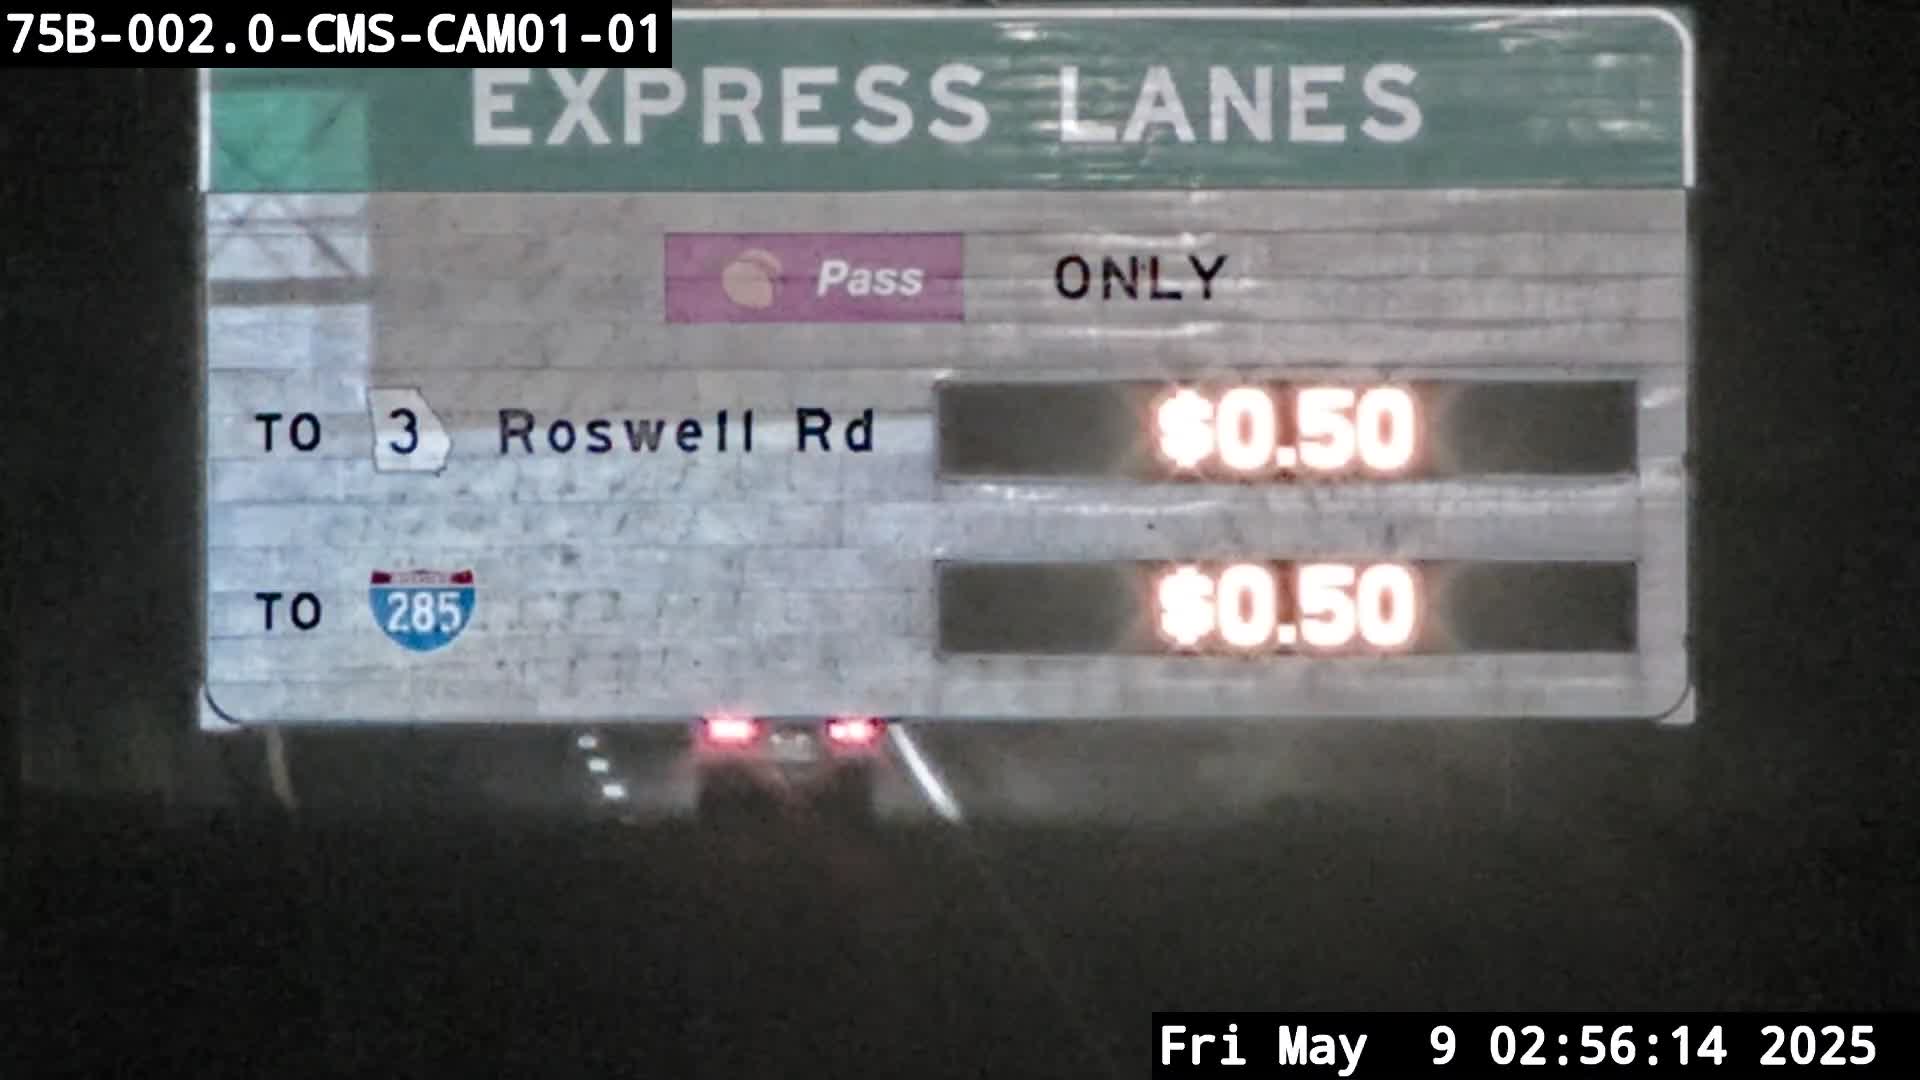 75B-002.0-CMS-CAM01-01
EXPRESS LANES
Pass ONLY
TO 3 Roswell Rd $0.50
TO 285 $0.50
Fri May 9 02:56:14 2025